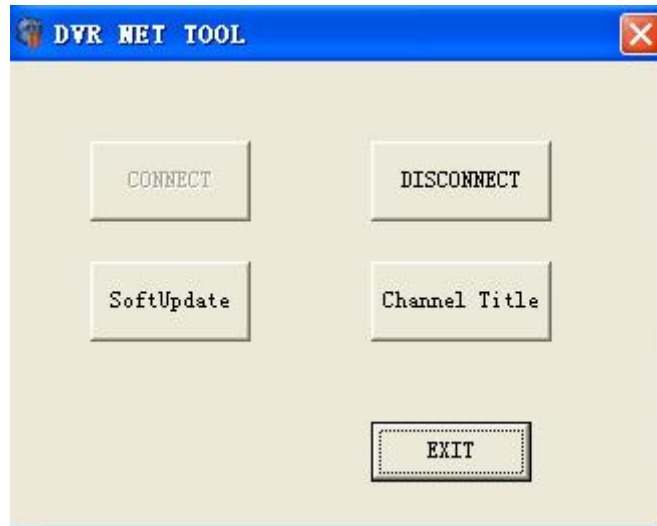 DVR NET TOOL
CONNECT
DISCONNECT
SoftUpdate
Channel Title
EXIT